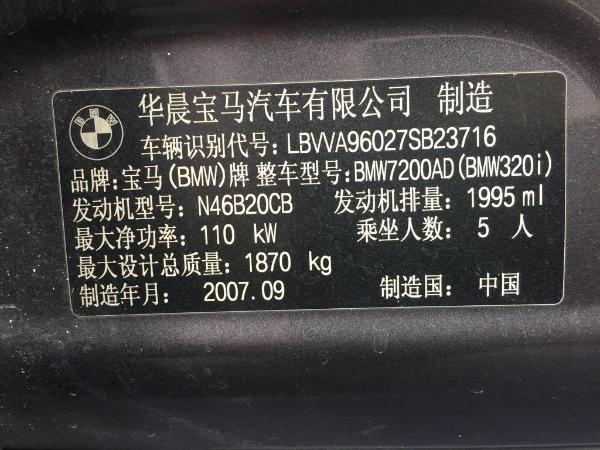 BMW
华晨宝马汽车有限公司 制造
车辆识别代号: LBVVA96027SB23716
品牌: 宝马(BMW)牌 整车型号: BMW7200AD(BMW320i)
发动机型号: N46B20CB 发动机排量: 1995 ml
最大净功率: 110 kW 乘坐人数: 5 人
最大设计总质量: 1870 kg
制造年月: 2007.09 制造国: 中国